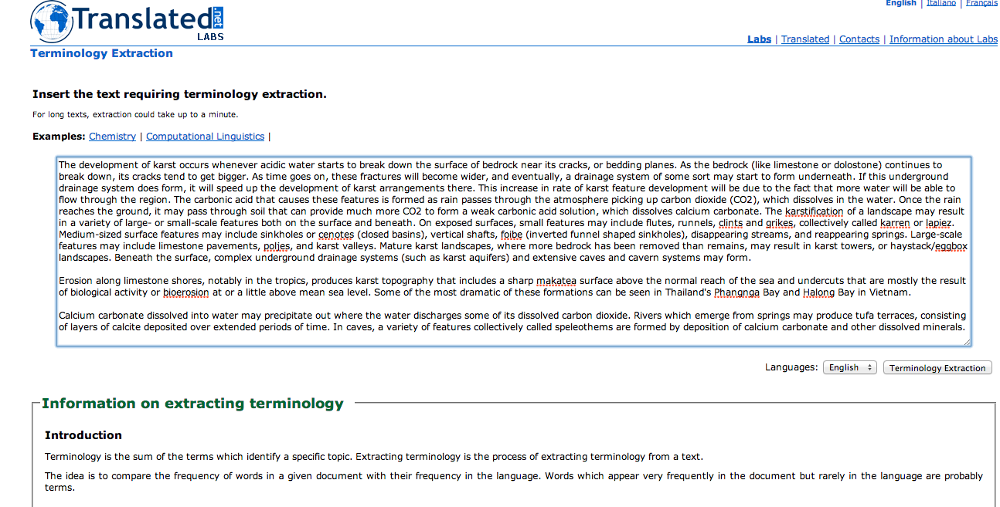 English | Italiano | Français
Translated.net
LABS
Labs | Translated | Contacts | Information about Labs
Terminology Extraction
Insert the text requiring terminology extraction.
For long texts, extraction could take up to a minute.
Examples: Chemistry | Computational Linguistics |
The development of karst occurs whenever acidic water starts to break down the surface of bedrock near its cracks, or bedding planes. As the bedrock (like limestone or dolostone) continues to
break down, its cracks tend to get bigger. As time goes on, these fractures will become wider, and eventually, a drainage system of some sort may start to form underneath. If this underground
drainage system does form, it will speed up the development of karst arrangements there. This increase in rate of karst feature development will be due to the fact that more water will be able to
flow through the region. The carbonic acid that causes these features is formed as rain passes through the atmosphere picking up carbon dioxide (CO2), which dissolves in the water. Once the rain
reaches the ground, it may pass through soil that can provide much more CO2 to form a weak carbonic acid solution, which dissolves calcium carbonate. The karstification of a landscape may result
in a variety of large- or small-scale features both on the surface and beneath. On exposed surfaces, small features may include flutes, runnels, clints and grikes, collectively called karren or lapiez.
Medium-sized surface features may include sinkholes or cenotes (closed basins), vertical shafts, foibe (inverted funnel shaped sinkholes), disappearing streams, and reappearing springs. Large-scale
features may include limestone pavements, poljes, and karst valleys. Mature karst landscapes, where more bedrock has been removed than remains, may result in karst towers, or haystack/eggbox
landscapes. Beneath the surface, complex underground drainage systems (such as karst aquifers) and extensive caves and cavern systems may form.
Erosion along limestone shores, notably in the tropics, produces karst topography that includes a sharp makatea surface above the normal reach of the sea and undercuts that are mostly the result
of biological activity or bioerosion at or a little above mean sea level. Some of the most dramatic of these formations can be seen in Thailand's Phangnga Bay and Halong Bay in Vietnam.
Calcium carbonate dissolved into water may precipitate out where the water discharges some of its dissolved carbon dioxide. Rivers which emerge from springs may produce tufa terraces, consisting
of layers of calcite deposited over extended periods of time. In caves, a variety of features collectively called speleothems are formed by deposition of calcium carbonate and other dissolved minerals.
Languages: English Terminology Extraction
Information on extracting terminology
Introduction
Terminology is the sum of the terms which identify a specific topic. Extracting terminology is the process of extracting terminology from a text.
The idea is to compare the frequency of words in a given document with their frequency in the language. Words which appear very frequently in the document but rarely in the language are probably
terms.